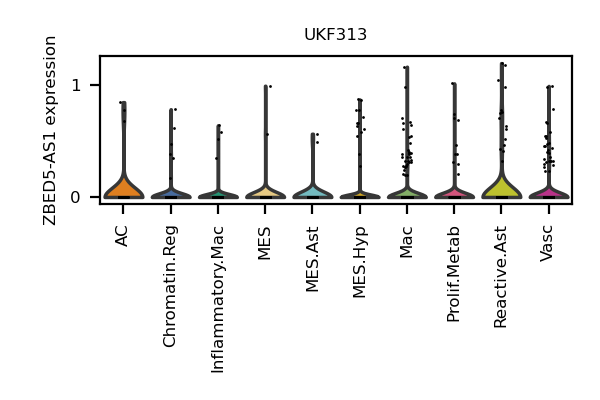 UKF313
ZBED5-AS1 expression
1
0
AC
Chromatin.Reg
Inflammatory.Mac
MES
MES.Ast
MES.Hyp
Mac
Prolif.Metab
Reactive.Ast
Vasc